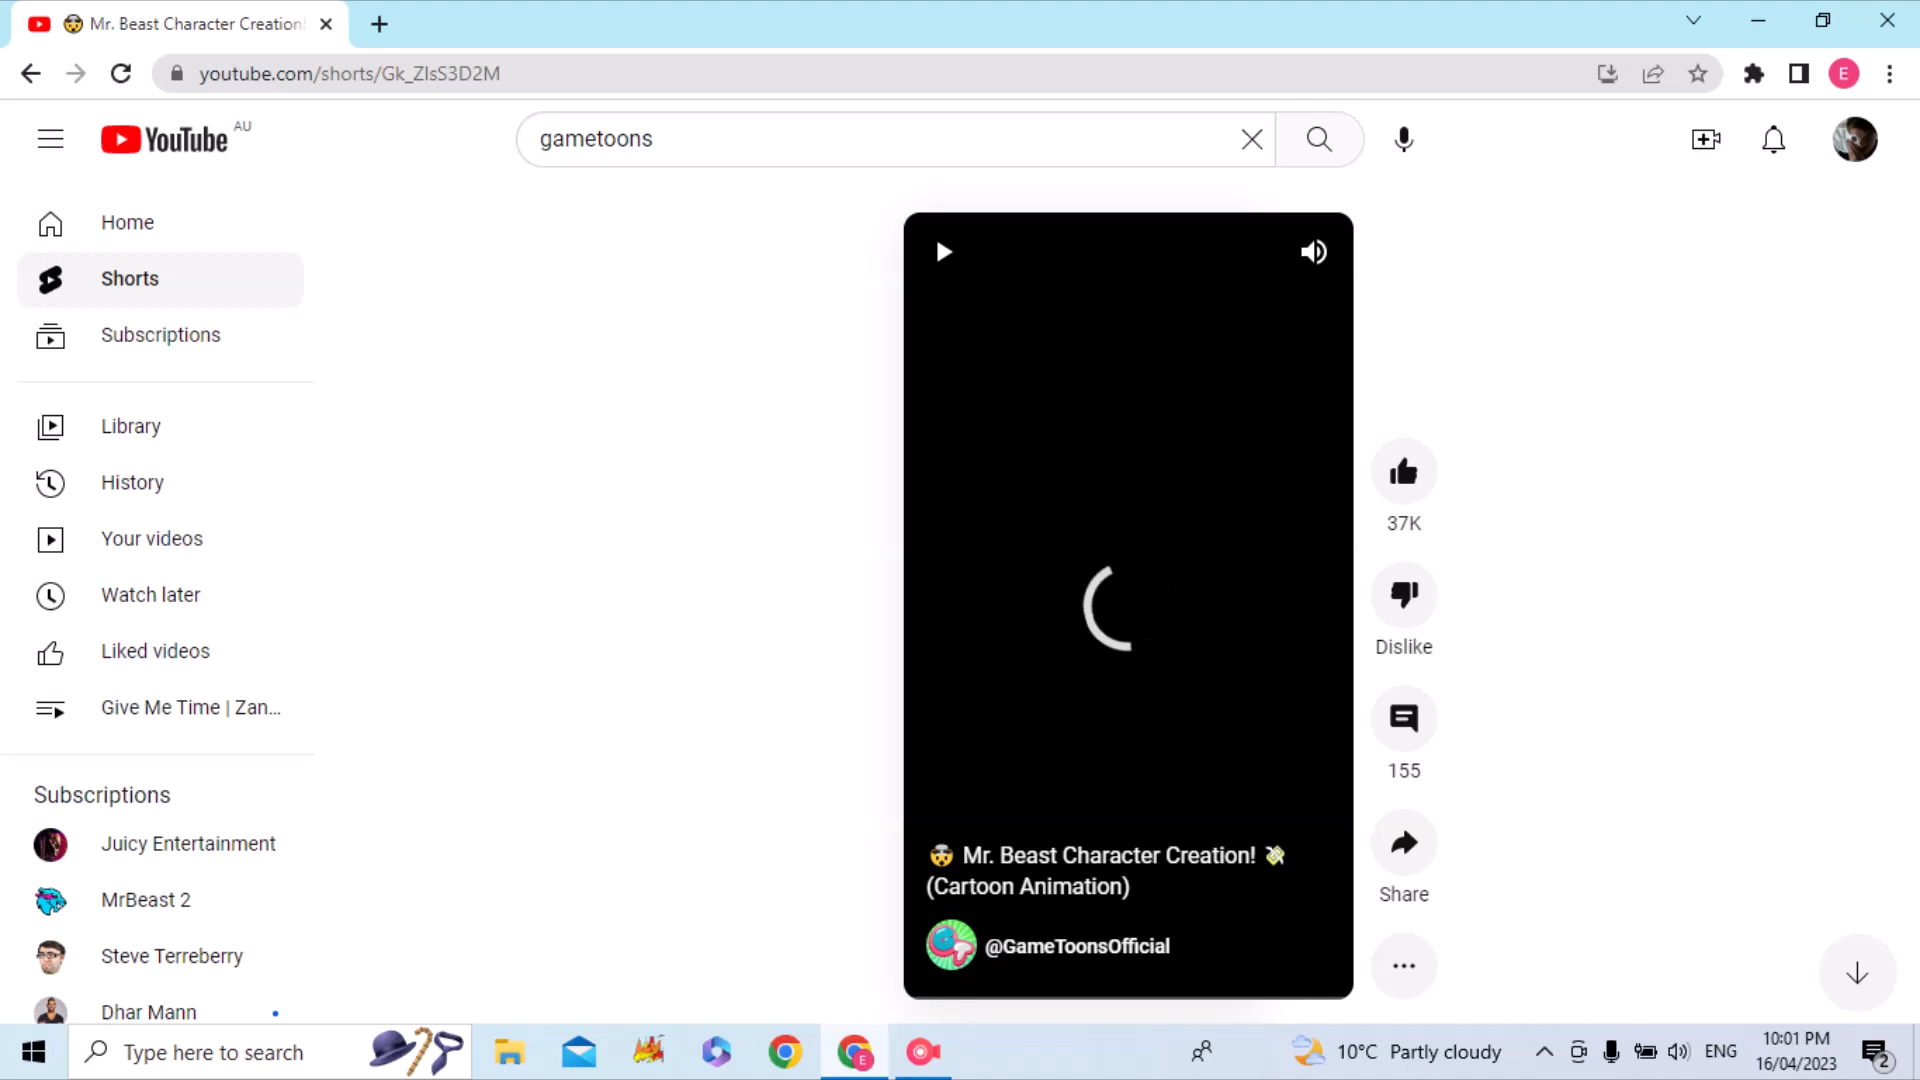 Mr. Beast Character Creation!
youtube.com/shorts/Gk_ZIsS3D2M
E
YouTube AU
gametoons
Home
Shorts
Subscriptions
Library
History
Your videos
Watch later
Liked videos
Give Me Time | Zan...
Subscriptions
Juicy Entertainment
MrBeast 2
Steve Terreberry
Dhar Mann
37K
Dislike
155
Share
Mr. Beast Character Creation!
(Cartoon Animation)
@GameToonsOfficial
Type here to search
E
10°C Partly cloudy
ENG
10:01 PM
16/04/2023
2